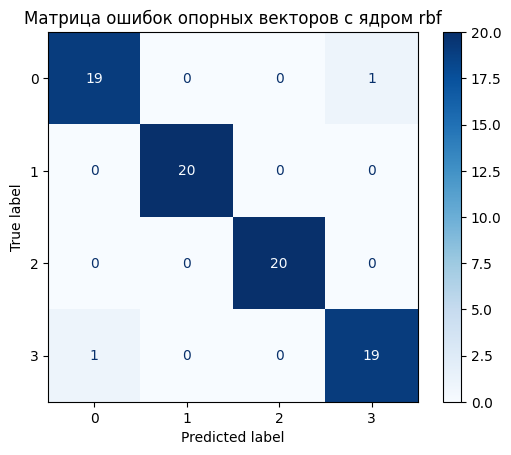 Матрица ошибок опорных векторов с ядром rbf
0 19 0 0 1
1 0 20 0 0
2 0 0 20 0
3 1 0 0 19
0 1 2 3
Predicted label
True label
20.0
17.5
15.0
12.5
10.0
7.5
5.0
2.5
0.0